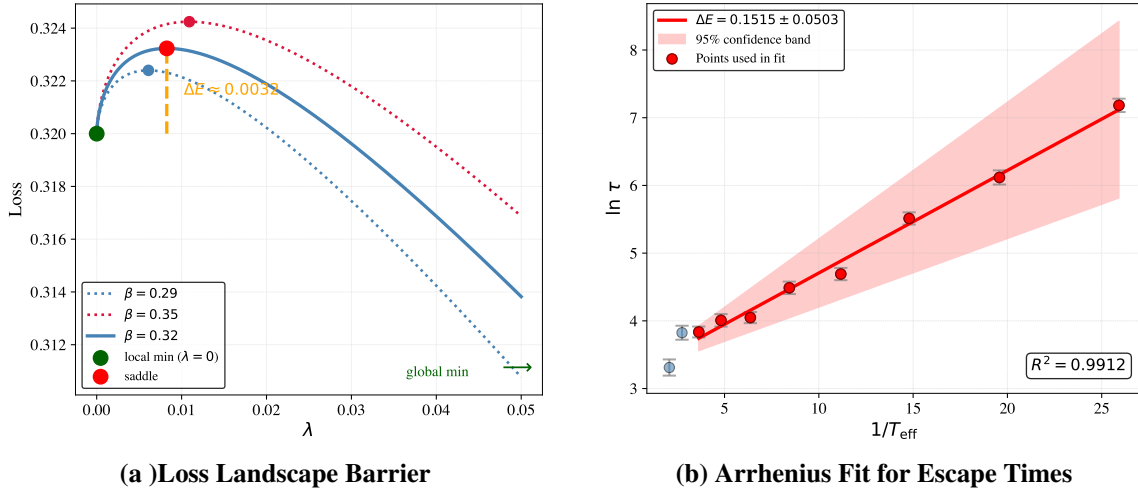 0.324
0.322
0.320
0.318
0.316
0.314
0.312
Loss
ΔE ≈ 0.0032
β = 0.29
β = 0.35
β = 0.32
local min (λ = 0)
saddle
global min
0.00 0.01 0.02 0.03 0.04 0.05
λ
(a )Loss Landscape Barrier
8
7
6
5
4
3
ln τ
ΔE = 0.1515 ± 0.0503
95% confidence band
Points used in fit
R² = 0.9912
5 10 15 20 25
1/T_eff
(b) Arrhenius Fit for Escape Times